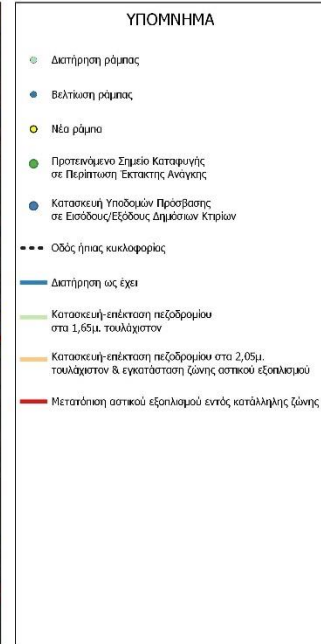 ΥΠΟΜΝΗΜΑ
Διατήρηση ράμπας
Βελτίωση ράμπας
Νέα ράμπα
Προτεινόμενο Σημείο Καταφυγής
σε Περίπτωση Έκτακτης Ανάγκης
Κατασκευή Υποδομών Πρόσβασης
σε Εισόδους/Εξόδους Δημόσιων Κτιρίων
Οδός ήπιας κυκλοφορίας
Διατήρηση ως έχει
Κατασκευή-επέκταση πεζοδρομίου
στα 1,65μ. τουλάχιστον
Κατασκευή-επέκταση πεζοδρομίου στα 2,05μ.
τουλάχιστον & εγκατάσταση ζώνης αστικού εξοπλισμού
Μετατόπιση αστικού εξοπλισμού εντός κατάλληλης ζώνης